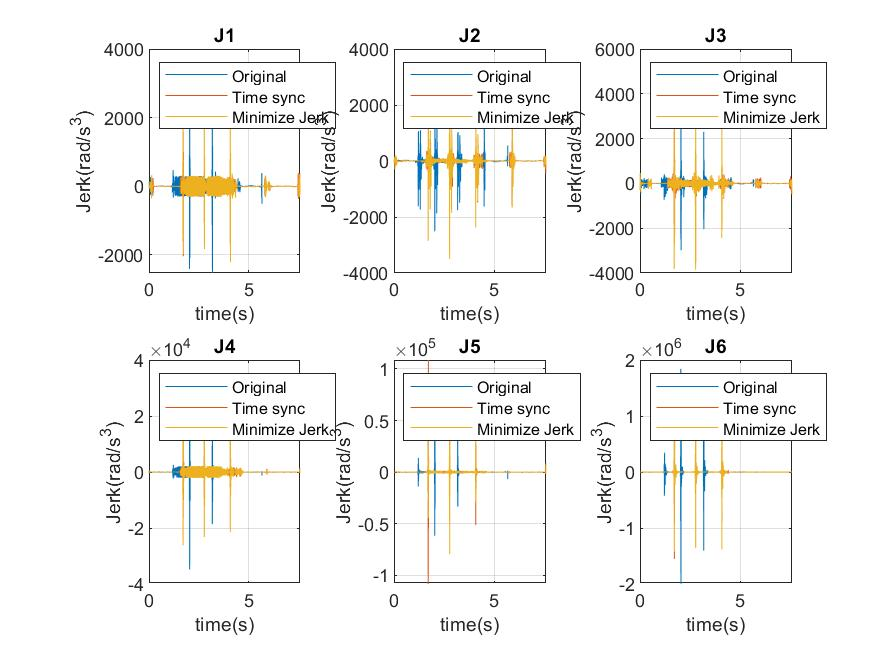 J1
4000
2000
0
-2000
Jerk(rad/s³)
0 5
time(s)
Original
Time sync
Minimize Jerk
J2
4000
2000
0
-2000
-4000
Jerk(rad/s³)
0 5
time(s)
Original
Time sync
Minimize Jerk
J3
6000
4000
2000
0
-2000
-4000
Jerk(rad/s³)
0 5
time(s)
Original
Time sync
Minimize Jerk
J4
×10⁴
4
2
0
-2
-4
Jerk(rad/s³)
0 5
time(s)
Original
Time sync
Minimize Jerk
J5
×10⁵
1
0.5
0
-0.5
-1
Jerk(rad/s³)
0 5
time(s)
Original
Time sync
Minimize Jerk
J6
×10⁶
2
1
0
-1
-2
Jerk(rad/s³)
0 5
time(s)
Original
Time sync
Minimize Jerk